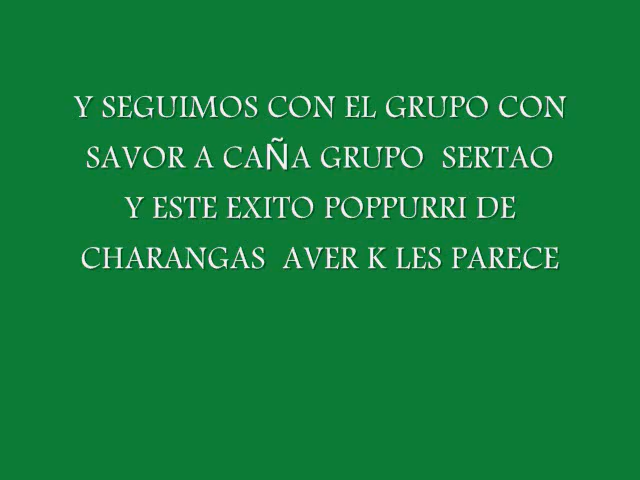 Y SEGUIMOS CON EL GRUPO CON
SAVOR A CAÑA GRUPO  SERTAO
Y ESTE EXITO POPPURRI DE
CHARANGAS  AVER K LES PARECE